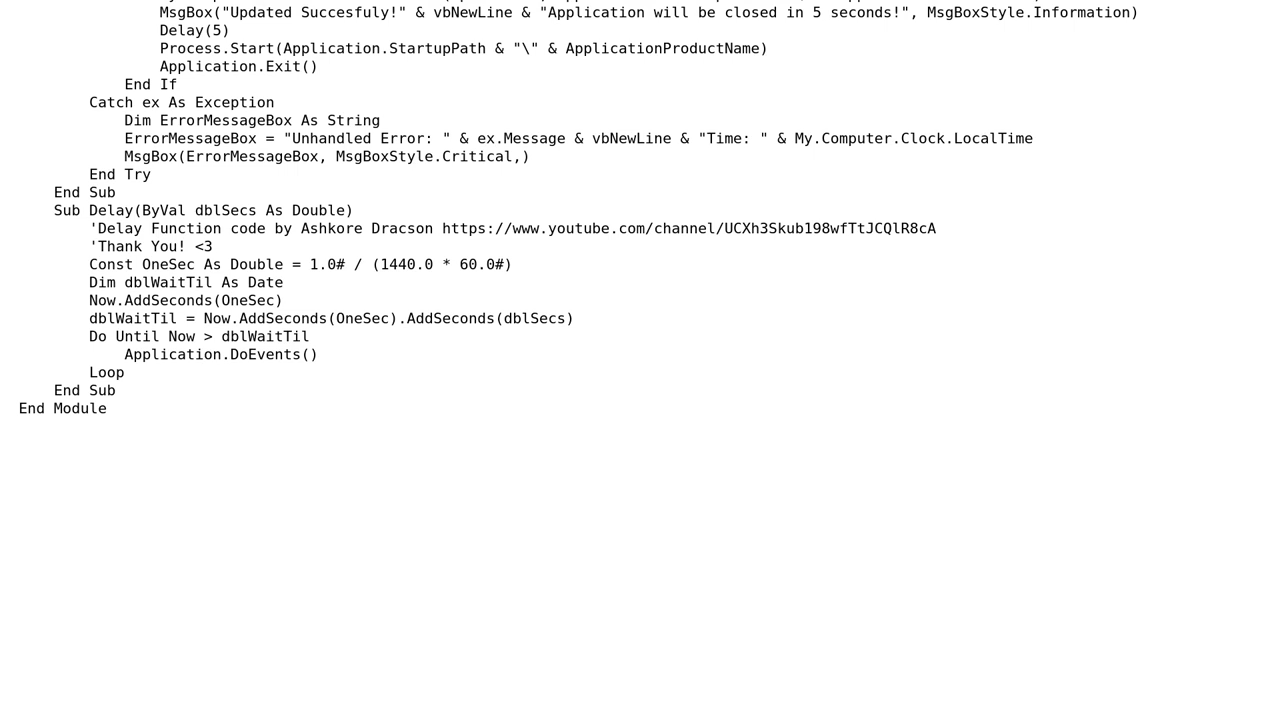 MsgBox("Updated Succesfuly!" & vbNewLine & "Application will be closed in 5 seconds!", MsgBoxStyle.Information)
Delay(5)
Process.Start(Application.StartupPath & "\" & ApplicationProductName)
Application.Exit()
End If
Catch ex As Exception
Dim ErrorMessageBox As String
ErrorMessageBox = "Unhandled Error: " & ex.Message & vbNewLine & "Time: " & My.Computer.Clock.LocalTime
MsgBox(ErrorMessageBox, MsgBoxStyle.Critical,)
End Try
End Sub
Sub Delay(ByVal dblSecs As Double)
'Delay Function code by Ashkore Dracson https://www.youtube.com/channel/UCXh3Skub198wfTtJCQlR8cA
'Thank You! <3
Const OneSec As Double = 1.0# / (1440.0 * 60.0#)
Dim dblWaitTil As Date
Now.AddSeconds(OneSec)
dblWaitTil = Now.AddSeconds(OneSec).AddSeconds(dblSecs)
Do Until Now > dblWaitTil
Application.DoEvents()
Loop
End Sub
End Module